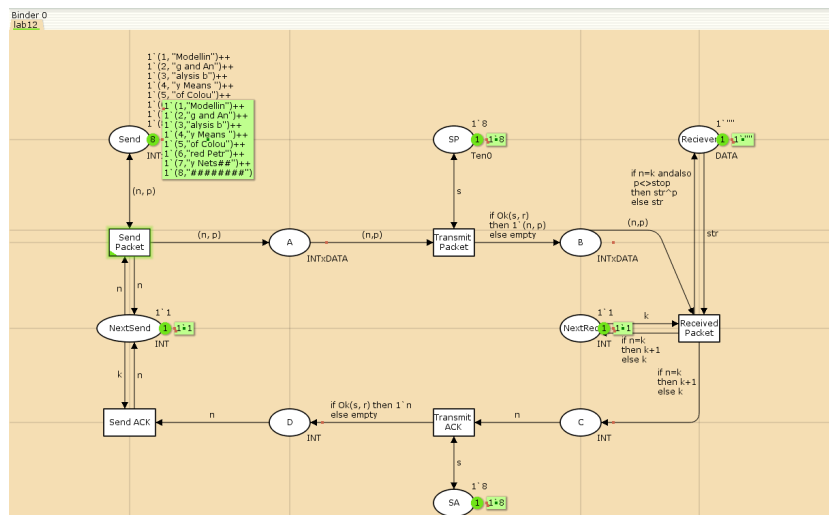 Binder 0
lab12
1`(1, "Modellin")++
1`(2, "g and An")++
1`(3, "alysis b")++
1`(4, "y Means ")++
1`(5, "of Colou")++
1`(
1`(
1`(
1`(1,"Modellin")++
1`(2,"g and An")++
1`(3,"alysis b")++
1`(4,"y Means ")++
1`(5,"of Colou")++
1`(6,"red Petr")++
1`(7,"y Nets##")++
1`(8,"########")
Send
8
INT
1`8
SP
1
1`8
Ten0
1`""
Reciever
1
1`""
DATA
(n, p)
s
if n=k andalso
p<>stop
then str^p
else str
str
Send
Packet
(n, p)
A
INTxDATA
(n,p)
Transmit
Packet
if Ok(s, r)
then 1`(n, p)
else empty
B
INTxDATA
(n,p)
n
n
1`1
NextSend
1
1`1
INT
1`1
NextRec
1
1`1
INT
k
if n=k
then k+1
else k
Received
Packet
if n=k
then k+1
else k
k
n
Send ACK
n
D
INT
if Ok(s, r) then 1`n
else empty
Transmit
ACK
n
C
INT
s
1`8
SA
1
1`8